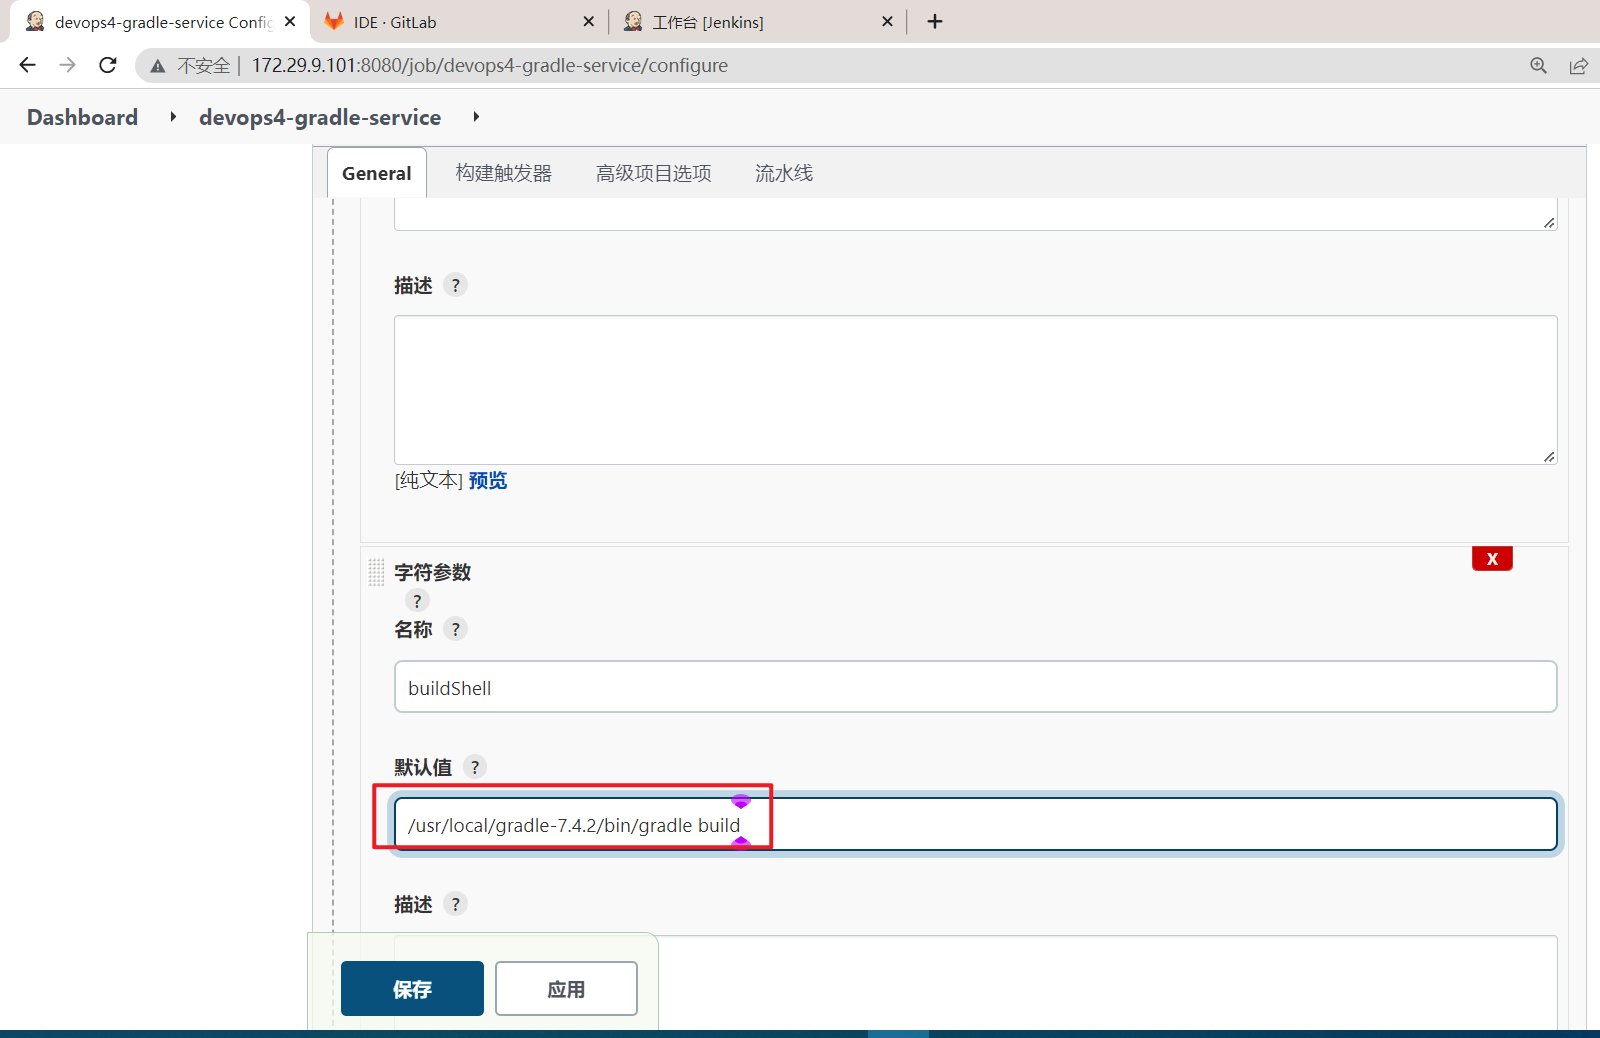 devops4-gradle-service Config
IDE · GitLab
工作台 [Jenkins]
不安全 172.29.9.101:8080/job/devops4-gradle-service/configure
Dashboard devops4-gradle-service
General 构建触发器 高级项目选项 流水线
描述 ?
[纯文本] 预览
字符参数
X
?
名称 ?
buildShell
默认值 ?
/usr/local/gradle-7.4.2/bin/gradle build
描述 ?
保存 应用